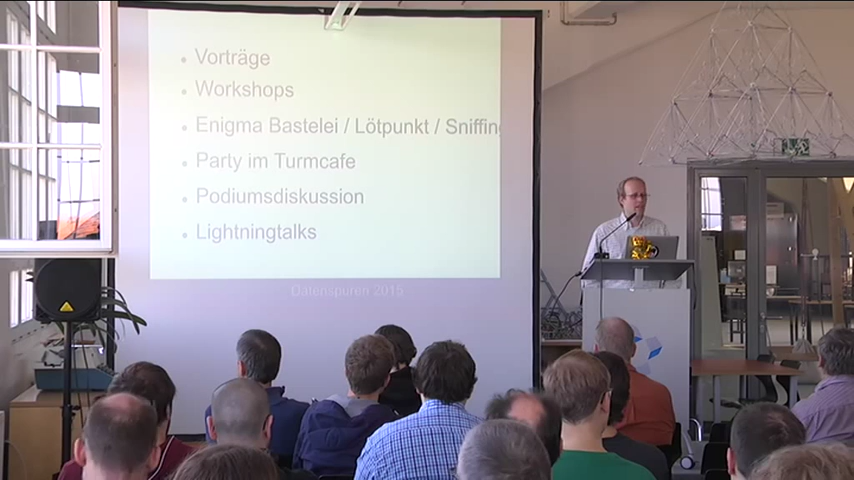 Vorträge
Workshops
Enigma Bastelei / Lötpunkt / Sniffing
Party im Turmcafe
Podiumsdiskussion
Lightningtalks
Datenspuren 2015